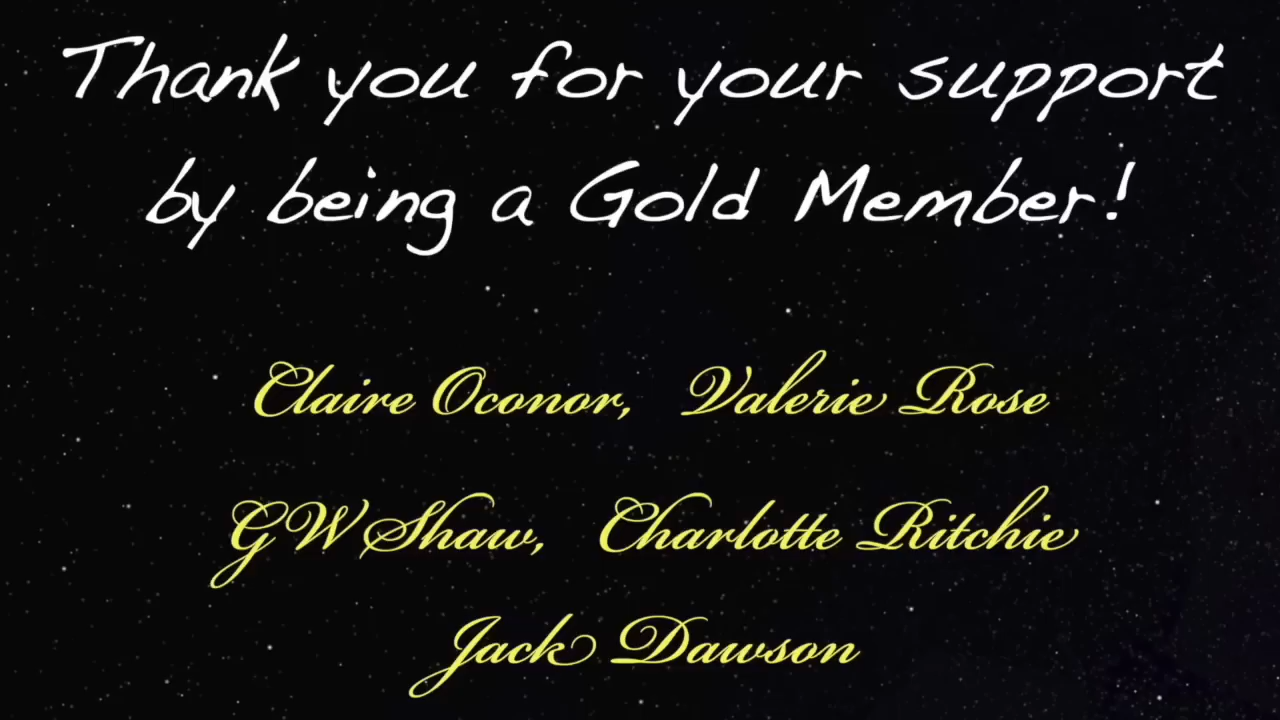 Thank you for your support
by being a Gold Member!
Claire Oconor, Valerie Rose
GW Shaw, Charlotte Ritchie
Jack Dawson